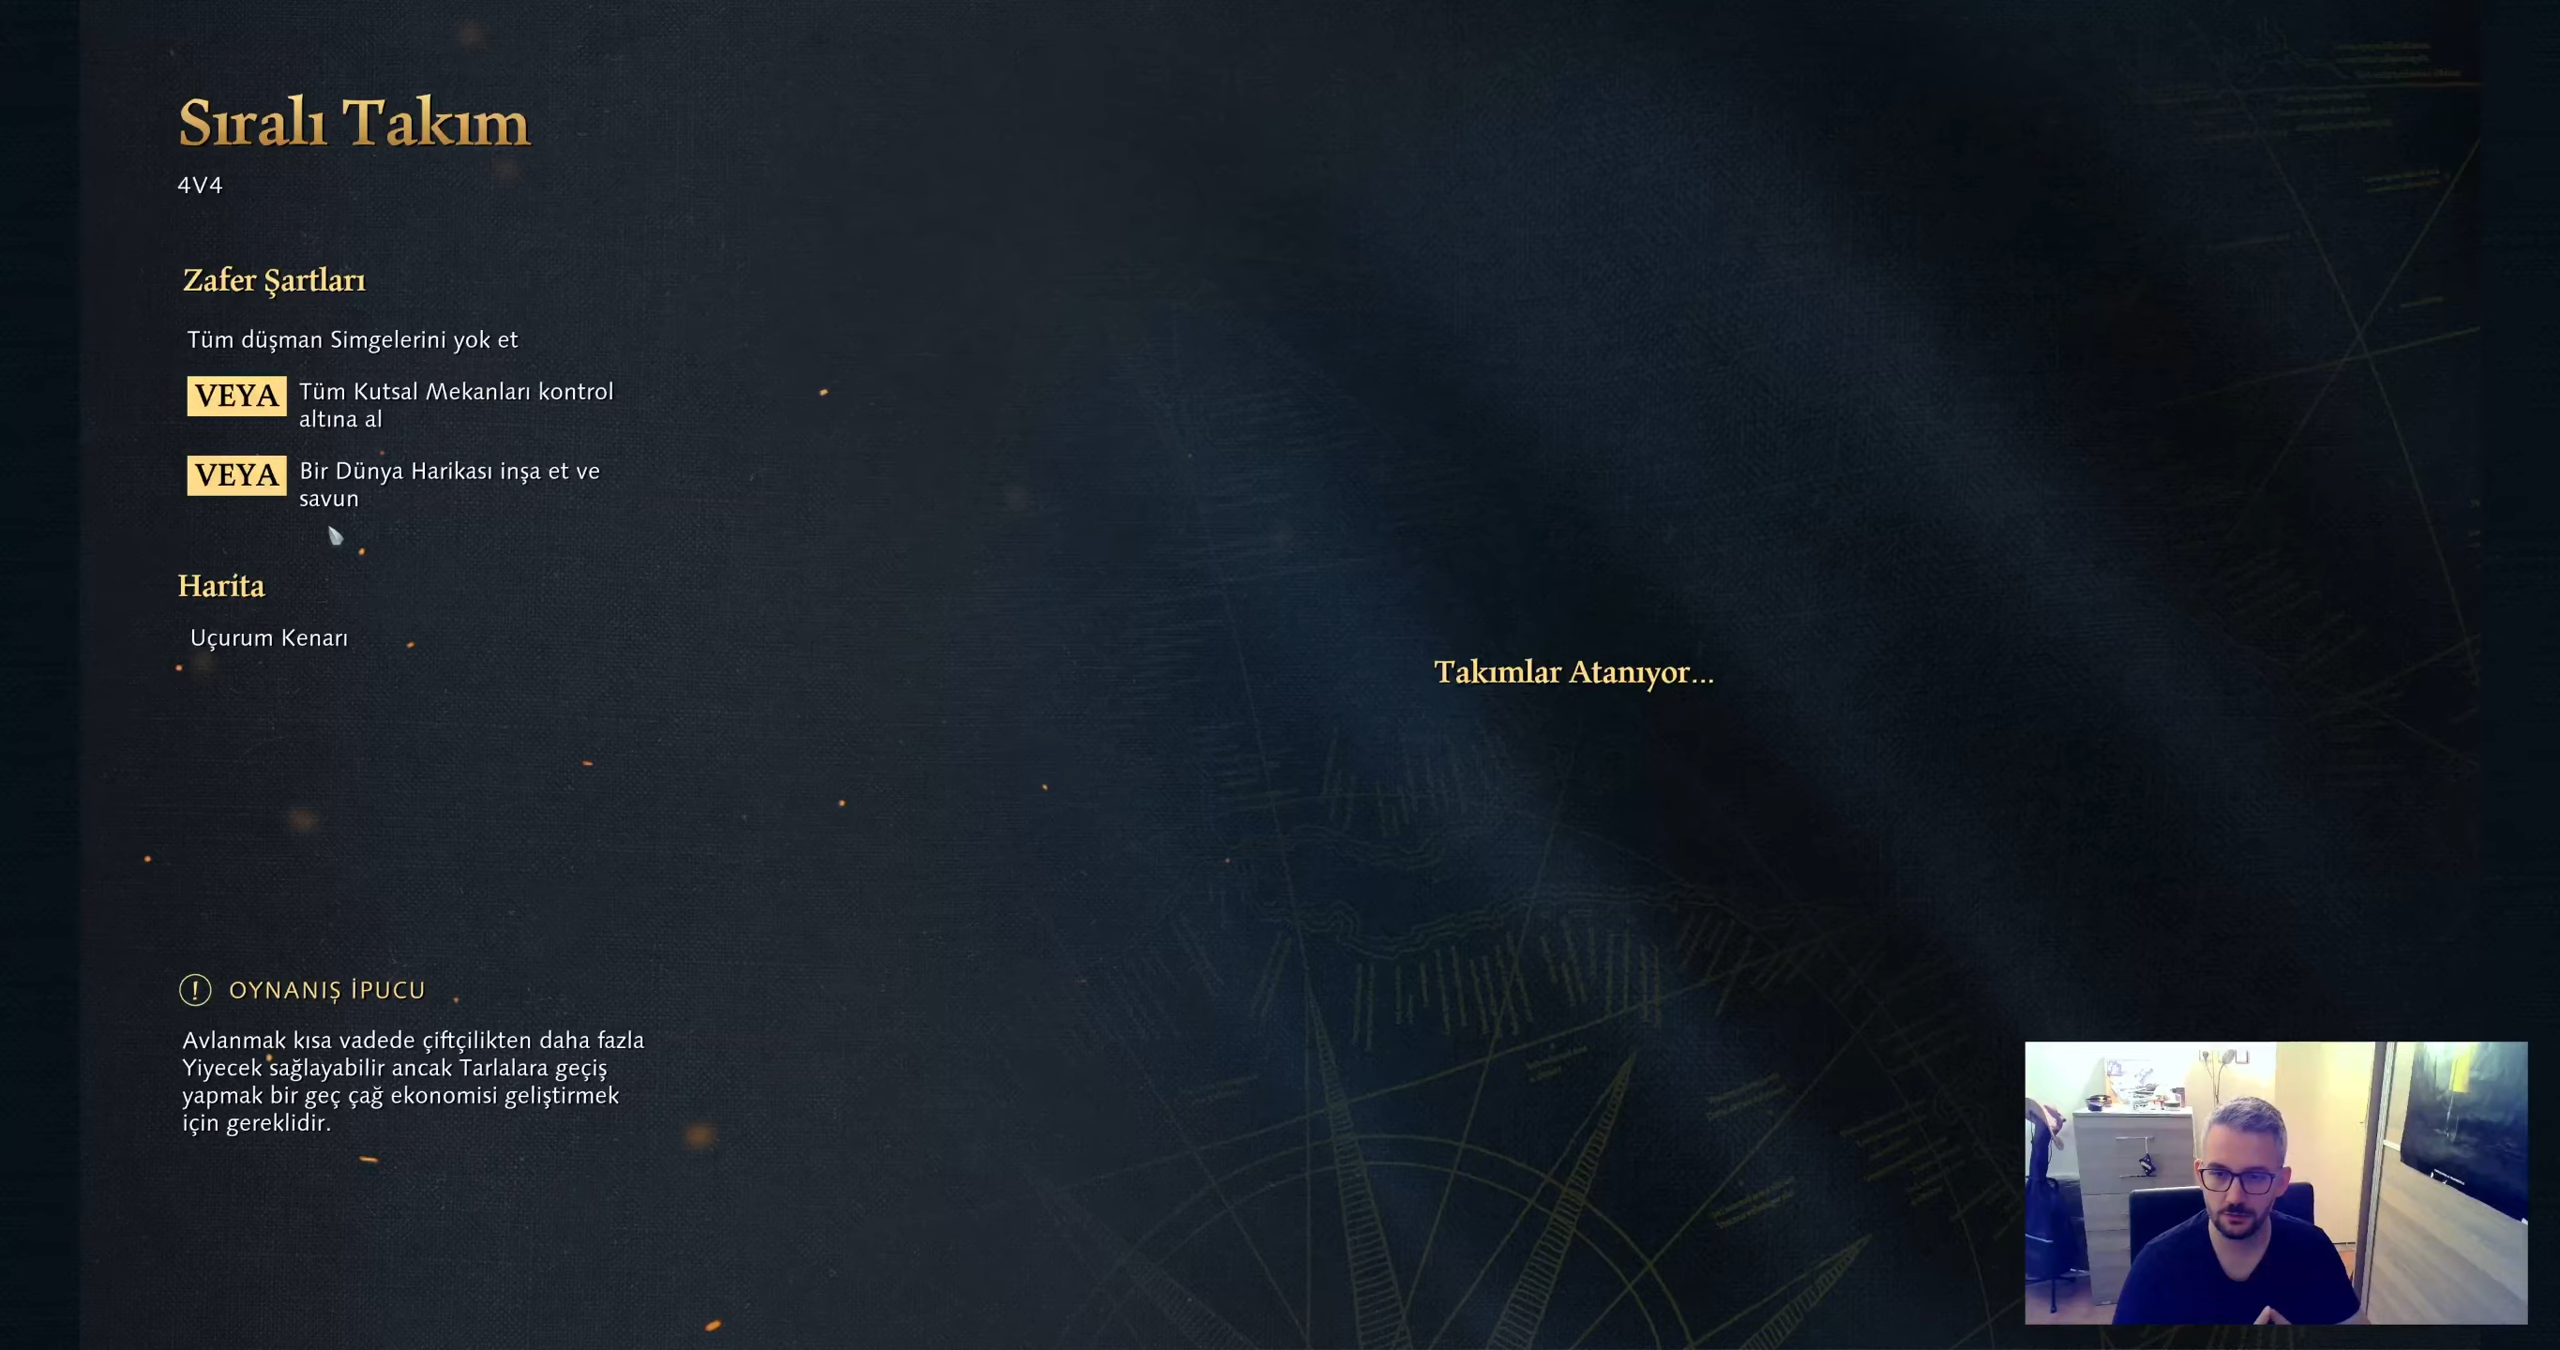 Sıralı Takım
4V4
Zafer Şartları
Tüm düşman Simgelerini yok et
VEYA Tüm Kutsal Mekanları kontrol
altına al
VEYA Bir Dünya Harikası inşa et ve
savun
Harita
Uçurum Kenarı
Takımlar Atanıyor...
! OYNANIŞ İPUCU
Avlanmak kısa vadede çiftçilikten daha fazla
Yiyecek sağlayabilir ancak Tarlalara geçiş
yapmak bir geç çağ ekonomisi geliştirmek
için gereklidir.